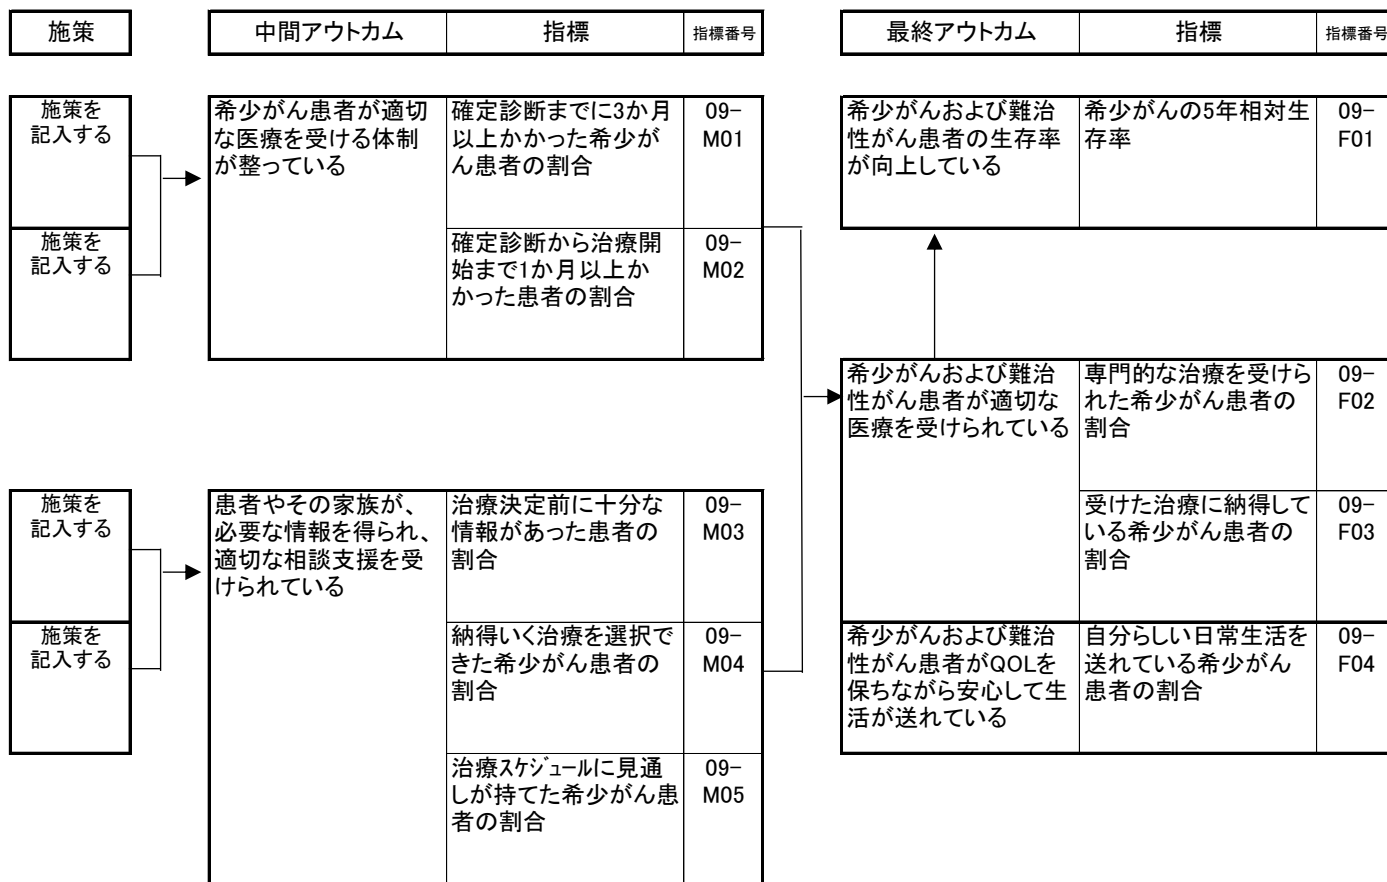 施策
中間アウトカム
指標
指標番号
最終アウトカム
指標
指標番号
施策を
記入する
希少がん患者が適切
な医療を受ける体制
が整っている
確定診断までに3か月
以上かかった希少が
ん患者の割合
09-
M01
希少がんおよび難治
性がん患者の生存率
が向上している
希少がんの5年相対生
存率
09-
F01
施策を
記入する
確定診断から治療開
始まで1か月以上か
かった患者の割合
09-
M02
希少がんおよび難治
性がん患者が適切な
医療を受けられている
専門的な治療を受けら
れた希少がん患者の
割合
09-
F02
施策を
記入する
患者やその家族が、
必要な情報を得られ、
適切な相談支援を受
けられている
治療決定前に十分な
情報があった患者の
割合
09-
M03
受けた治療に納得して
いる希少がん患者の
割合
09-
F03
施策を
記入する
納得いく治療を選択で
きた希少がん患者の
割合
09-
M04
希少がんおよび難治
性がん患者がQOLを
保ちながら安心して生
活が送れている
自分らしい日常生活を
送れている希少がん
患者の割合
09-
F04
治療ｽｹｼﾞｭｰﾙに見通
しが持てた希少がん患
者の割合
09-
M05